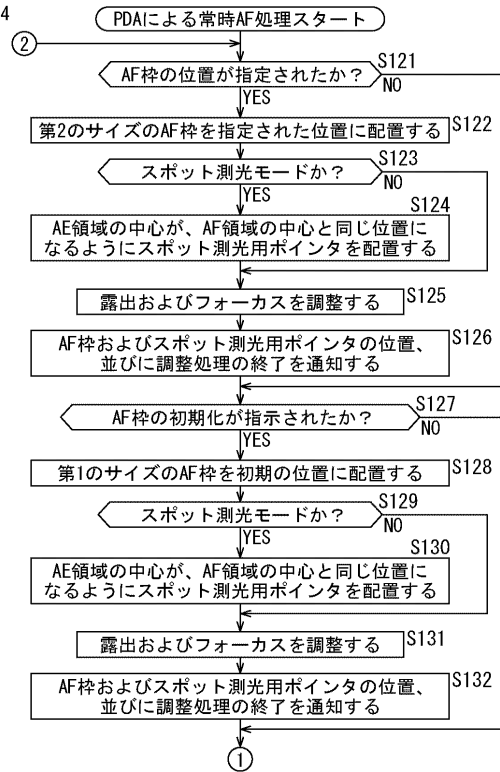 4
PDAによる常時AF処理スタート
2
AF枠の位置が指定されたか？
S121
NO
YES
第2のサイズのAF枠を指定された位置に配置する
S122
スポット測光モードか？
S123
NO
YES
S124
AE領域の中心が、AF領域の中心と同じ位置に
なるようにスポット測光用ポインタを配置する
露出およびフォーカスを調整する
S125
AF枠およびスポット測光用ポインタの位置、
並びに調整処理の終了を通知する
S126
AF枠の初期化が指示されたか？
S127
NO
YES
第1のサイズのAF枠を初期の位置に配置する
S128
スポット測光モードか？
S129
NO
YES
S130
AE領域の中心が、AF領域の中心と同じ位置に
なるようにスポット測光用ポインタを配置する
露出およびフォーカスを調整する
S131
AF枠およびスポット測光用ポインタの位置、
並びに調整処理の終了を通知する
S132
1